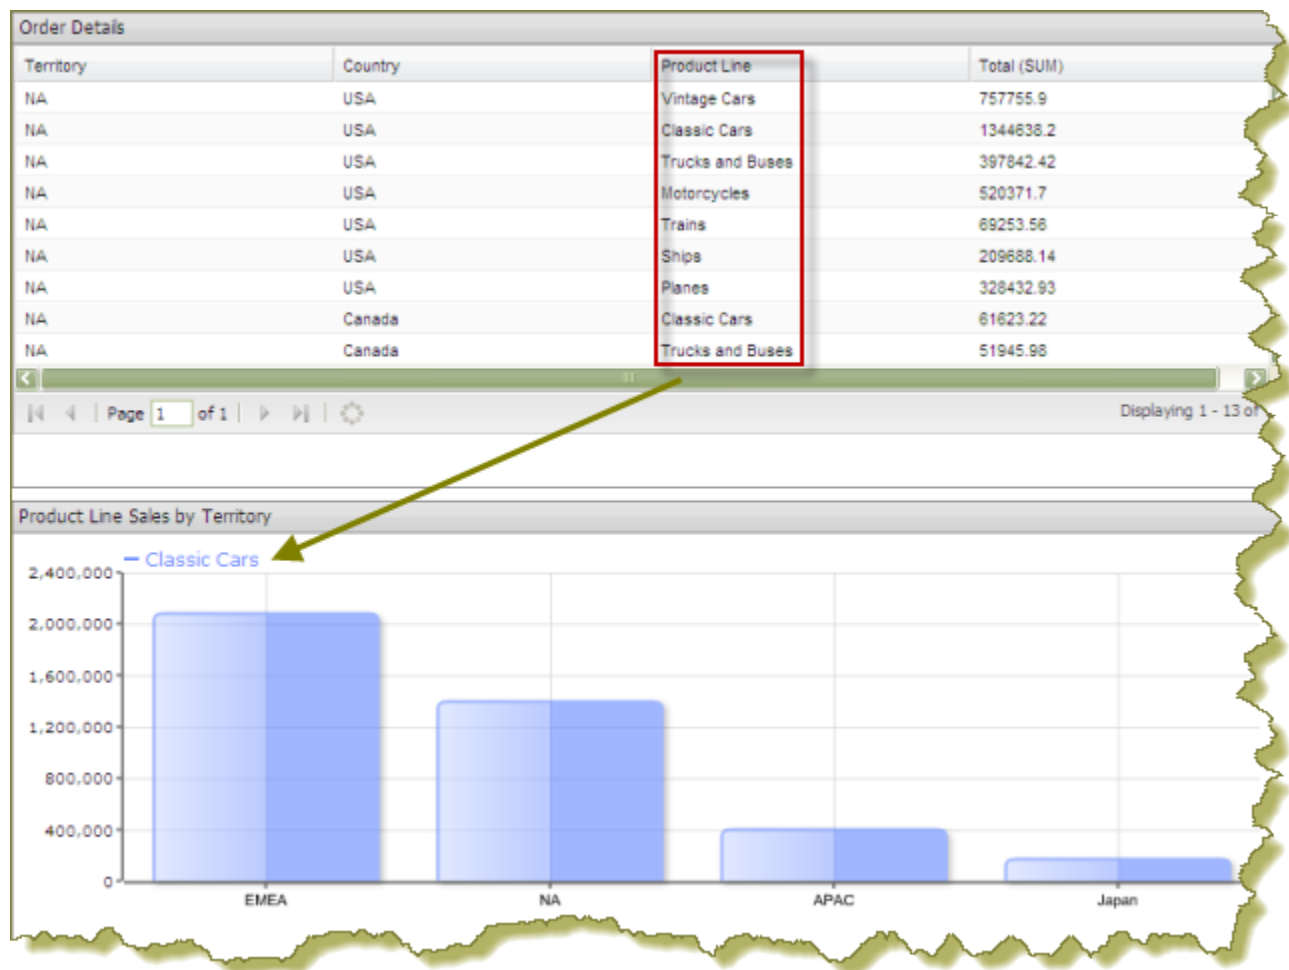 Order Details
Territory Country Product Line Total (SUM)
NA USA Vintage Cars 757755.9
NA USA Classic Cars 1344638.2
NA USA Trucks and Buses 397842.42
NA USA Motorcycles 520371.7
NA USA Trains 69253.56
NA USA Ships 209688.14
NA USA Planes 328432.93
NA Canada Classic Cars 61623.22
NA Canada Trucks and Buses 51945.98
Page 1 of 1 Displaying 1 - 13 of
Product Line Sales by Territory
Classic Cars
2,400,000
2,000,000
1,600,000
1,200,000
800,000
400,000
0
EMEA NA APAC Japan